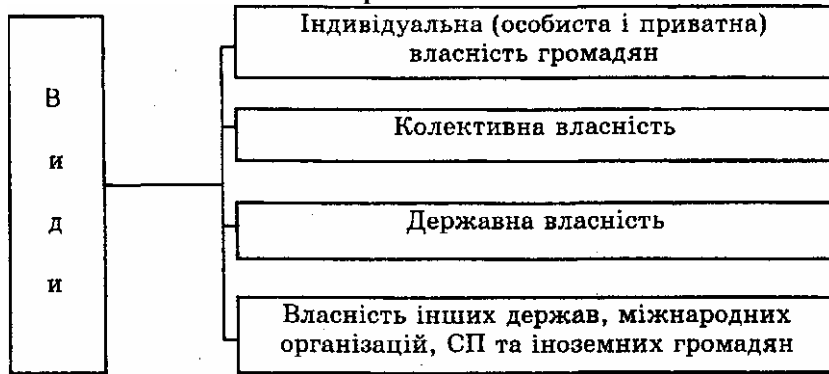 В
и
д
и
Індивідуальна (особиста і приватна)
власність громадян
Колективна власність
Державна власність
Власність інших держав, міжнародних
організацій, СП та іноземних громадян